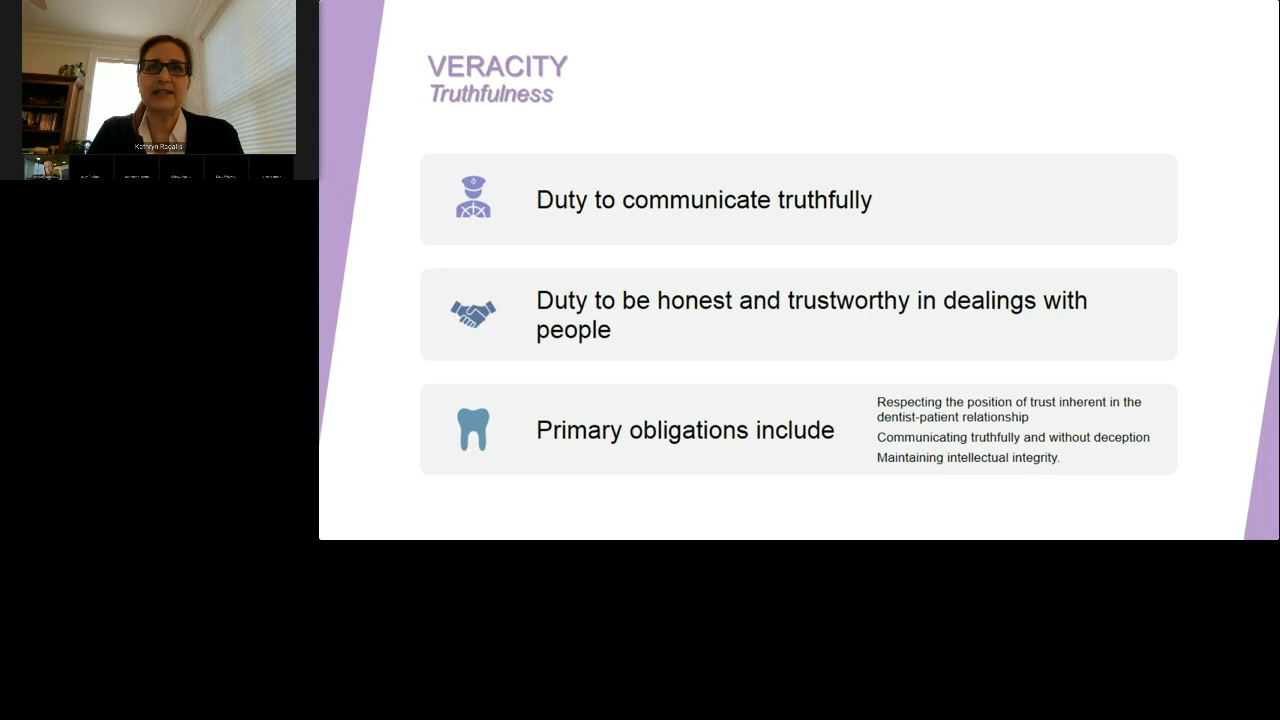 Kathryn Ragalis
VERACITY
Truthfulness
Duty to communicate truthfully
Duty to be honest and trustworthy in dealings with
people
Primary obligations include
Respecting the position of trust inherent in the
dentist-patient relationship
Communicating truthfully and without deception
Maintaining intellectual integrity.